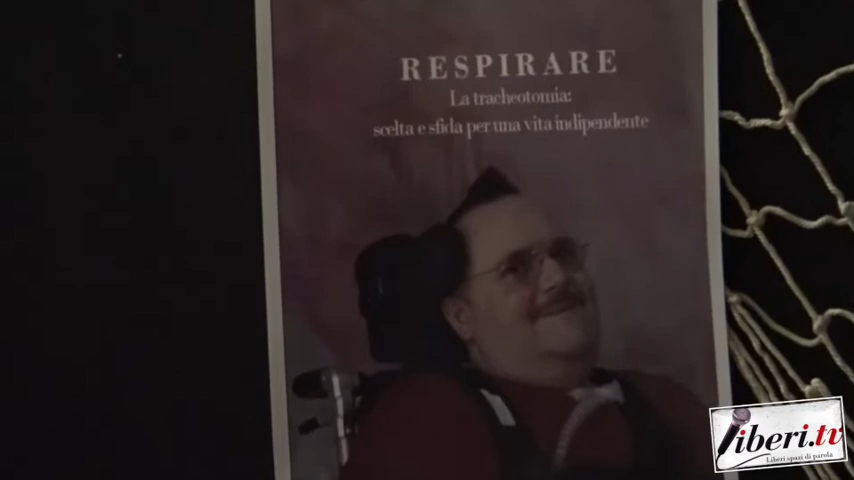 RESPIRARE
La tracheotomia:
scelta e sfida per una vita indipendente
liberi.tv
Liberi spazi di parola